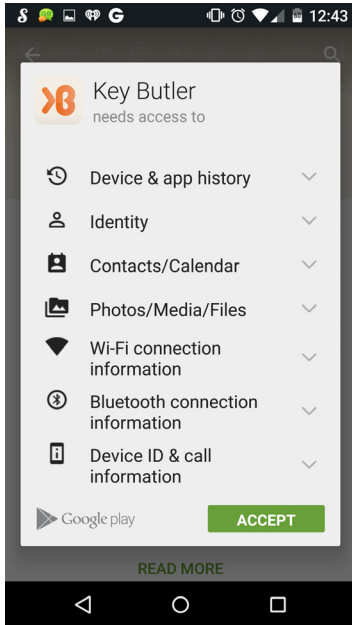 12:43
Key Butler
needs access to
Device & app history
Identity
Contacts/Calendar
Photos/Media/Files
Wi-Fi connection
information
Bluetooth connection
information
Device ID & call
information
Google play
ACCEPT
READ MORE